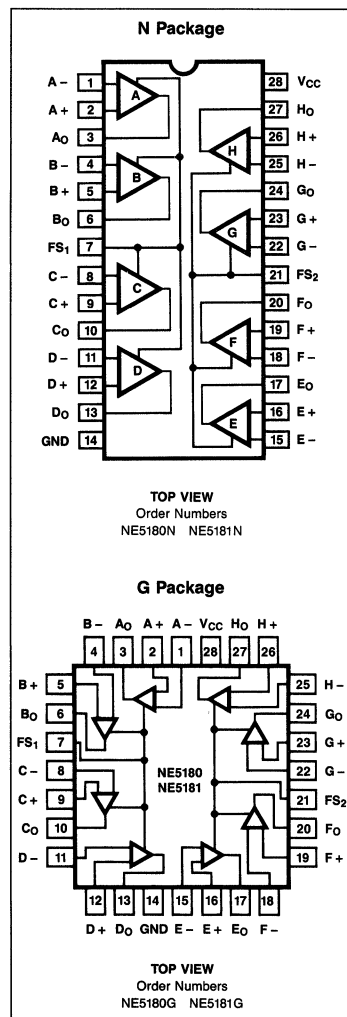 N Package
A - 1
A + 2
A
AO 3
B - 4
B
B + 5
BO 6
FS1 7
C - 8
C
C + 9
CO 10
D - 11
D
D + 12
DO 13
GND 14
28 VCC
27 HO
26 H +
H
25 H -
24 GO
23 G +
G
22 G -
21 FS2
20 FO
19 F +
F
18 F -
17 EO
16 E +
E
15 E -
TOP VIEW
Order Numbers
NE5180N NE5181N
G Package
B - AO A + A - VCC HO H +
4 3 2 1 28 27 26
B + 5
BO 6
FS1 7
C - 8
C + 9
CO 10
D - 11
NE5180
NE5181
25 H -
24 GO
23 G +
22 G -
21 FS2
20 FO
19 F +
12 13 14 15 16 17 18
D + DO GND E - E + EO F -
TOP VIEW
Order Numbers
NE5180G NE5181G